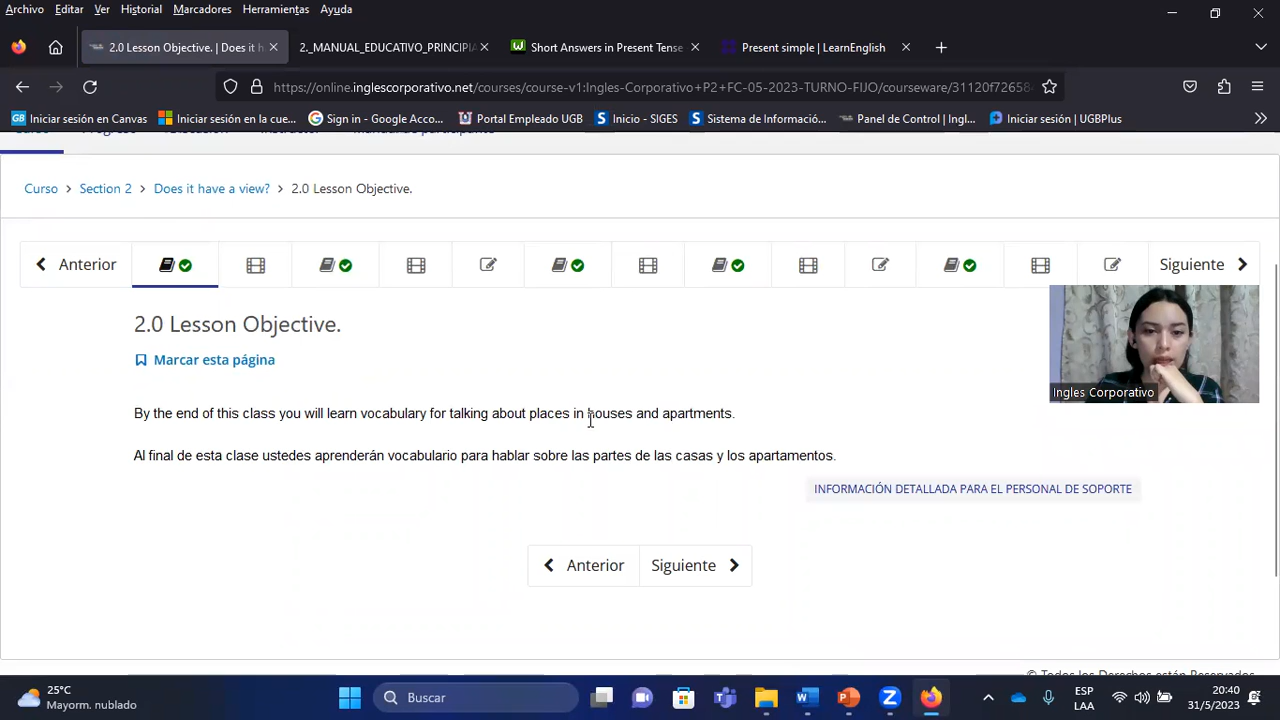 Archivo Editar Ver Historial Marcadores Herramientas Ayuda
2.0 Lesson Objective. | Does it h
2._MANUAL_EDUCATIVO_PRINCIPIA
Short Answers in Present Tense
Present simple | LearnEnglish
https://online.inglescorporativo.net/courses/course-v1:Ingles-Corporativo+P2+FC-05-2023-TURNO-FIJO/courseware/31120f72658
Iniciar sesión en Canvas
Iniciar sesión en la cue...
Sign in - Google Acco...
Portal Empleado UGB
Inicio - SIGES
Sistema de Informació...
Panel de Control | Ingl...
Iniciar sesión | UGBPlus
Curso > Section 2 > Does it have a view? > 2.0 Lesson Objective.
Anterior
Siguiente
2.0 Lesson Objective.
Marcar esta página
Ingles Corporativo
By the end of this class you will learn vocabulary for talking about places in houses and apartments.
Al final de esta clase ustedes aprenderán vocabulario para hablar sobre las partes de las casas y los apartamentos.
INFORMACIÓN DETALLADA PARA EL PERSONAL DE SOPORTE
Anterior
Siguiente
© Todos los Derechos están Reservados
25°C
Mayorm. nublado
Buscar
ESP
LAA
20:40
31/5/2023